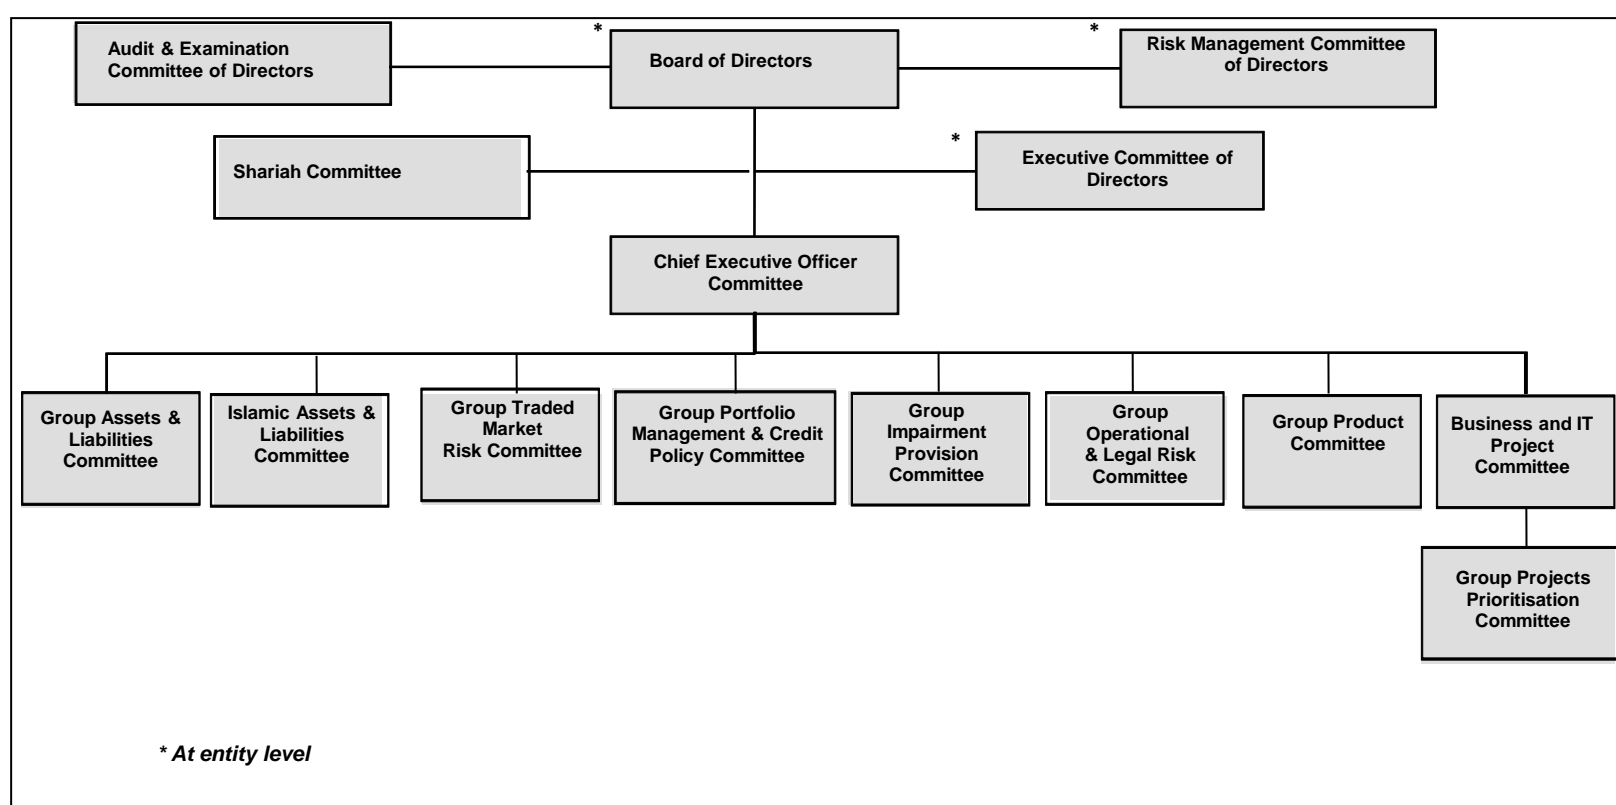 Audit & Examination
Committee of Directors
*
Board of Directors
*
Risk Management Committee
of Directors
Shariah Committee
*
Executive Committee of
Directors
Chief Executive Officer
Committee
Group Assets &
Liabilities
Committee
Islamic Assets &
Liabilities
Committee
Group Traded
Market
Risk Committee
Group Portfolio
Management & Credit
Policy Committee
Group
Impairment
Provision
Committee
Group
Operational
& Legal Risk
Committee
Group Product
Committee
Business and IT
Project
Committee
Group Projects
Prioritisation
Committee
* At entity level